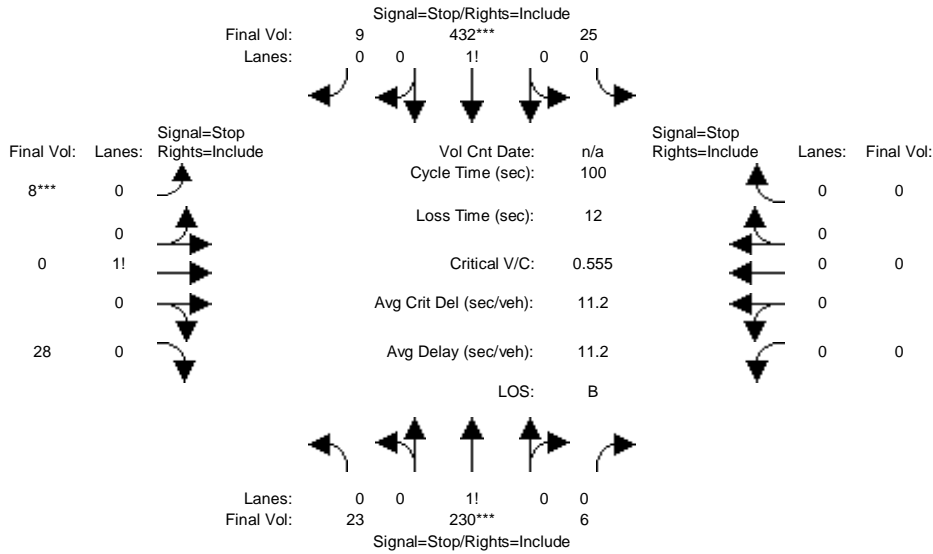 Signal=Stop/Rights=Include
Final Vol: 9 432*** 25
Lanes: 0 0 1! 0 0
Signal=Stop Signal=Stop
Final Vol: Lanes: Rights=Include Vol Cnt Date: n/a Rights=Include Lanes: Final Vol:
Cycle Time (sec): 100
8*** 0 0 0
Loss Time (sec): 12
0 0
0 1! Critical V/C: 0.555 0 0
0 Avg Crit Del (sec/veh): 11.2 0
28 0 Avg Delay (sec/veh): 11.2 0 0
LOS: B
Lanes: 0 0 1! 0 0
Final Vol: 23 230*** 6
Signal=Stop/Rights=Include